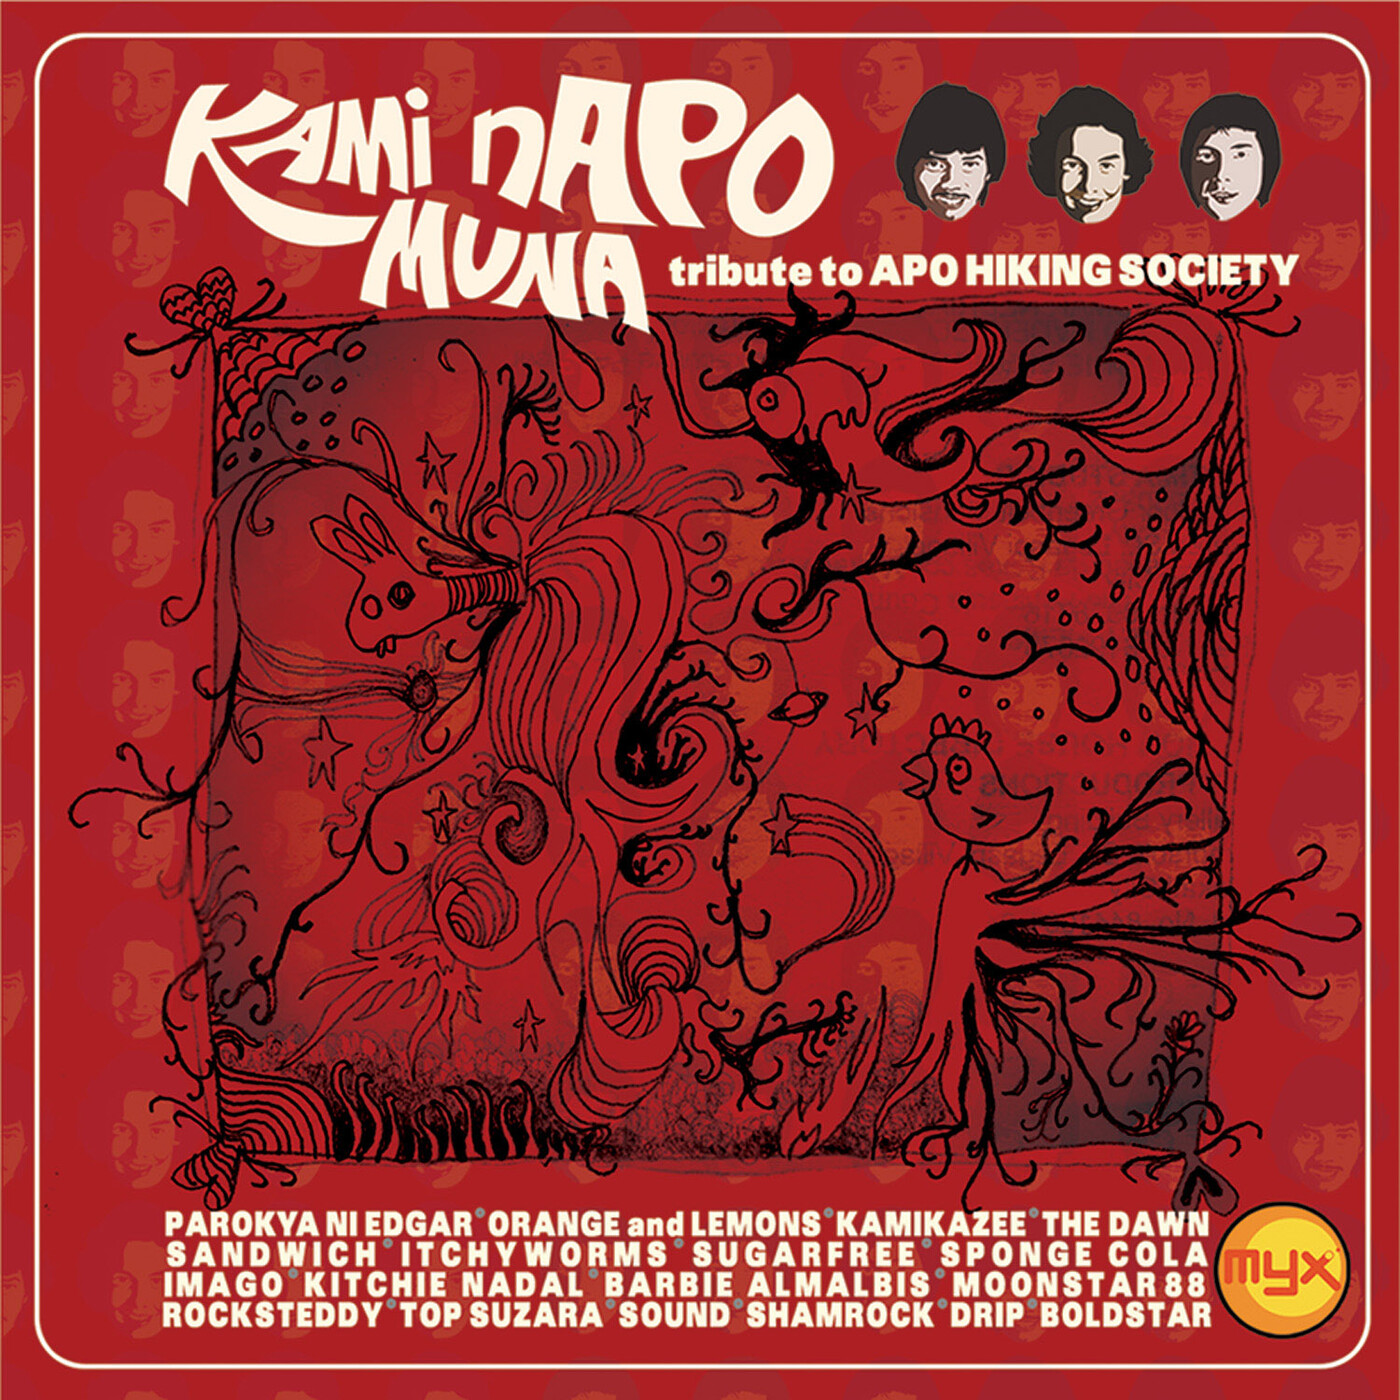 KAMi nAPO
MUNA
tribute to APO HIKING SOCIETY
PAROKYA NI EDGAR ° ORANGE and LEMONS ° KAMIKAZEE ° THE DAWN
SANDWICH ° ITCHYWORMS ° SUGARFREE ° SPONGE COLA
IMAGO ° KITCHIE NADAL ° BARBIE ALMALBIS ° MOONSTAR 88
ROCKSTEDDY ° TOP SUZARA ° SOUND ° SHAMROCK ° DRIP ° BOLDSTAR
myx